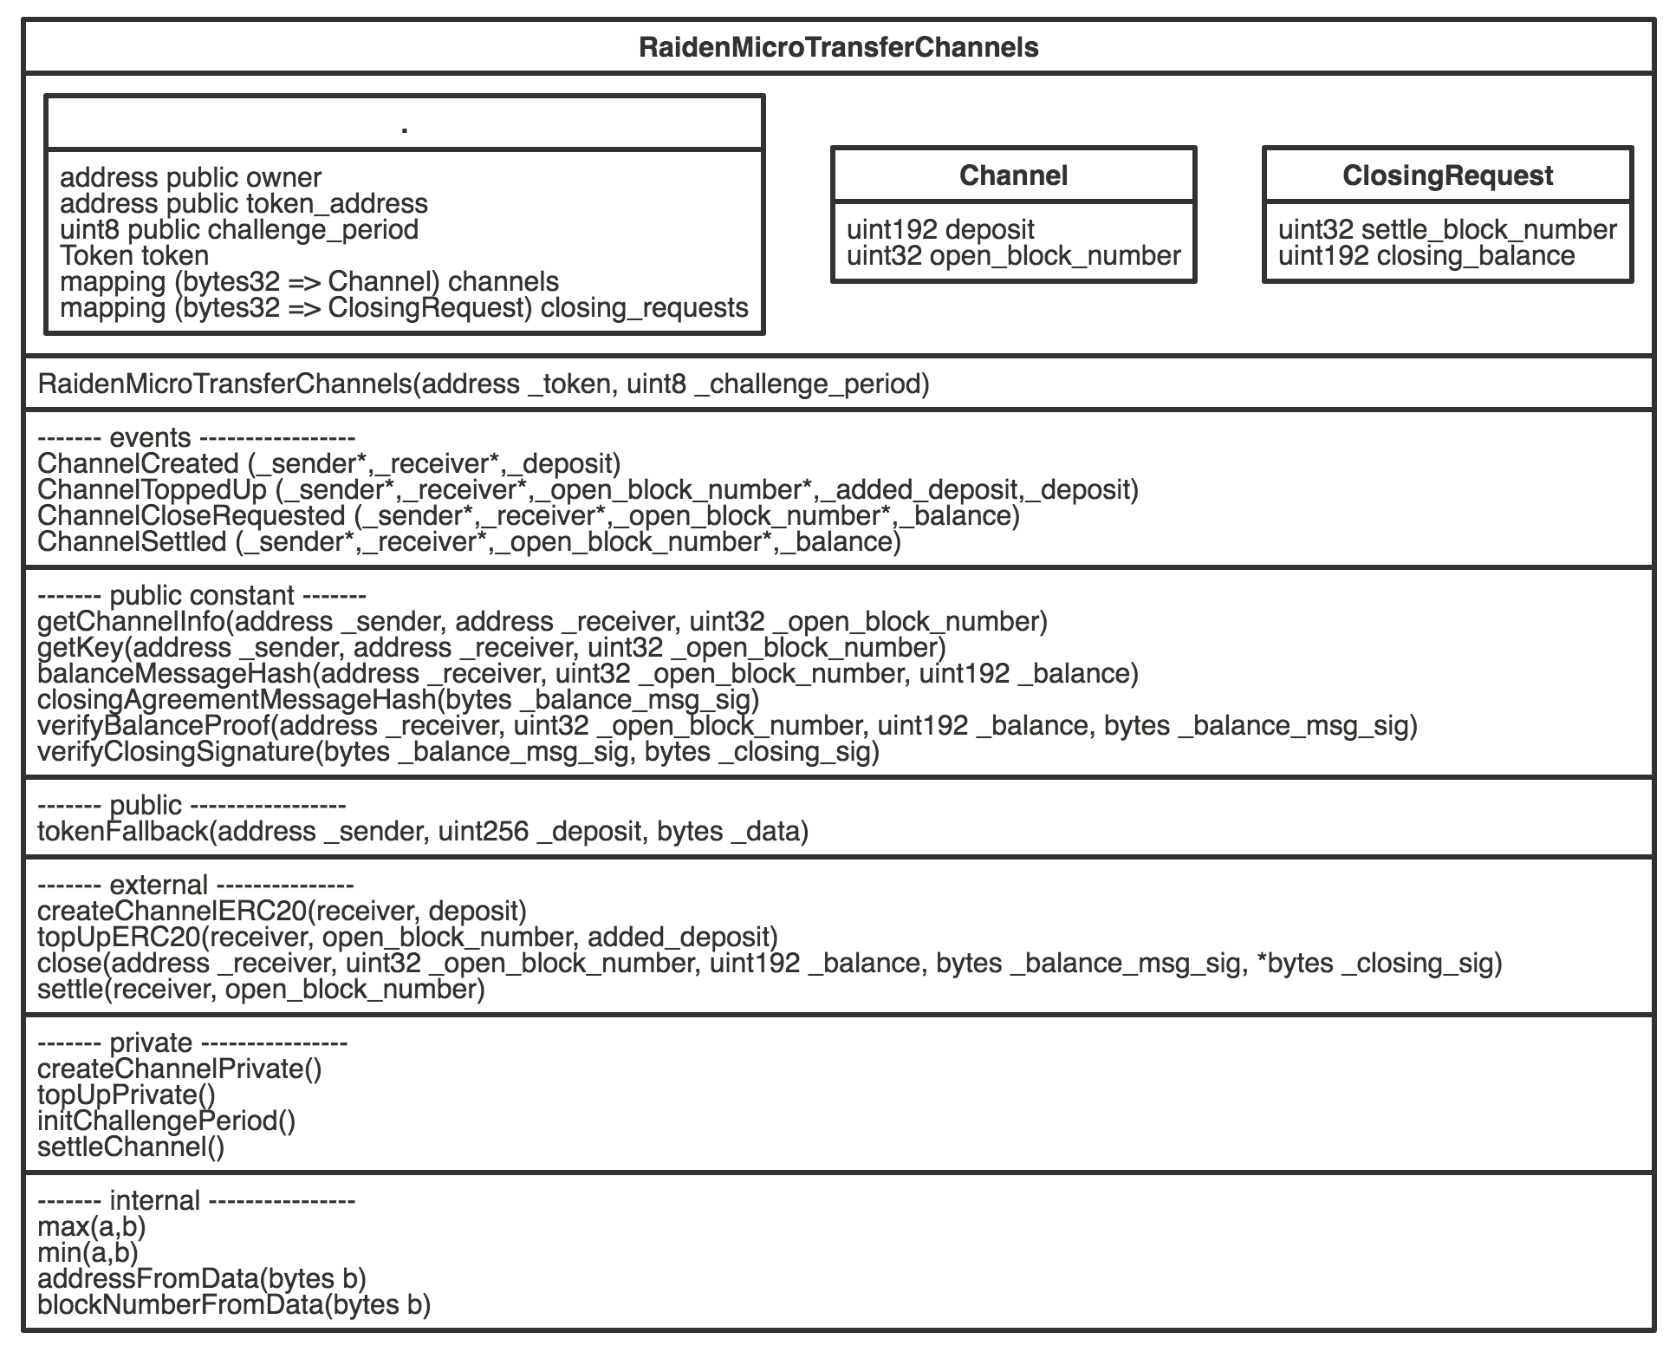 RaidenMicroTransferChannels
.
address public owner
address public token_address
uint8 public challenge_period
Token token
mapping (bytes32 => Channel) channels
mapping (bytes32 => ClosingRequest) closing_requests
Channel
uint192 deposit
uint32 open_block_number
ClosingRequest
uint32 settle_block_number
uint192 closing_balance
RaidenMicroTransferChannels(address _token, uint8 _challenge_period)
------- events -----------------
ChannelCreated (_sender*,_receiver*,_deposit)
ChannelToppedUp (_sender*,_receiver*,_open_block_number*,_added_deposit,_deposit)
ChannelCloseRequested (_sender*,_receiver*,_open_block_number*,_balance)
ChannelSettled (_sender*,_receiver*,_open_block_number*,_balance)
------- public constant -------
getChannelInfo(address _sender, address _receiver, uint32 _open_block_number)
getKey(address _sender, address _receiver, uint32 _open_block_number)
balanceMessageHash(address _receiver, uint32 _open_block_number, uint192 _balance)
closingAgreementMessageHash(bytes _balance_msg_sig)
verifyBalanceProof(address _receiver, uint32 _open_block_number, uint192 _balance, bytes _balance_msg_sig)
verifyClosingSignature(bytes _balance_msg_sig, bytes _closing_sig)
------- public -----------------
tokenFallback(address _sender, uint256 _deposit, bytes _data)
------- external ---------------
createChannelERC20(receiver, deposit)
topUpERC20(receiver, open_block_number, added_deposit)
close(address _receiver, uint32 _open_block_number, uint192 _balance, bytes _balance_msg_sig, *bytes _closing_sig)
settle(receiver, open_block_number)
------- private ----------------
createChannelPrivate()
topUpPrivate()
initChallengePeriod()
settleChannel()
------- internal ----------------
max(a,b)
min(a,b)
addressFromData(bytes b)
blockNumberFromData(bytes b)